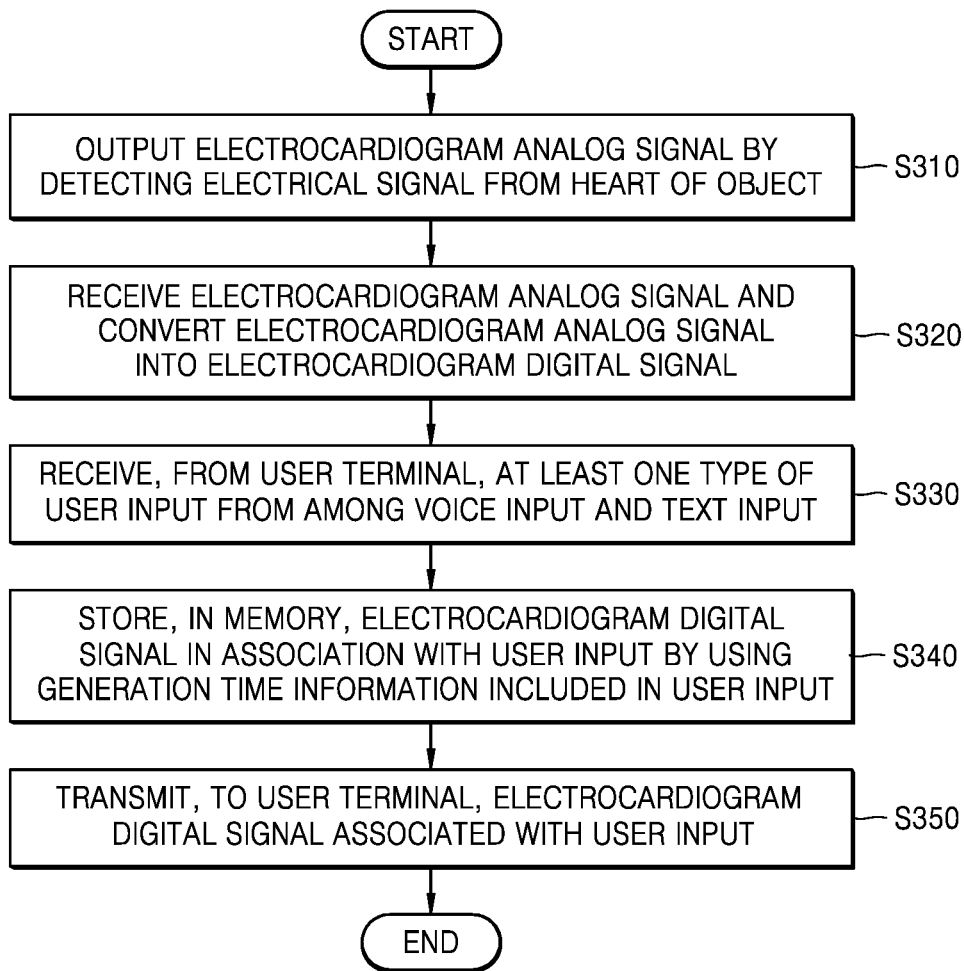 START
OUTPUT ELECTROCARDIOGRAM ANALOG SIGNAL BY
DETECTING ELECTRICAL SIGNAL FROM HEART OF OBJECT
S310
RECEIVE ELECTROCARDIOGRAM ANALOG SIGNAL AND
CONVERT ELECTROCARDIOGRAM ANALOG SIGNAL
INTO ELECTROCARDIOGRAM DIGITAL SIGNAL
S320
RECEIVE, FROM USER TERMINAL, AT LEAST ONE TYPE OF
USER INPUT FROM AMONG VOICE INPUT AND TEXT INPUT
S330
STORE, IN MEMORY, ELECTROCARDIOGRAM DIGITAL
SIGNAL IN ASSOCIATION WITH USER INPUT BY USING
GENERATION TIME INFORMATION INCLUDED IN USER INPUT
S340
TRANSMIT, TO USER TERMINAL, ELECTROCARDIOGRAM
DIGITAL SIGNAL ASSOCIATED WITH USER INPUT
S350
END